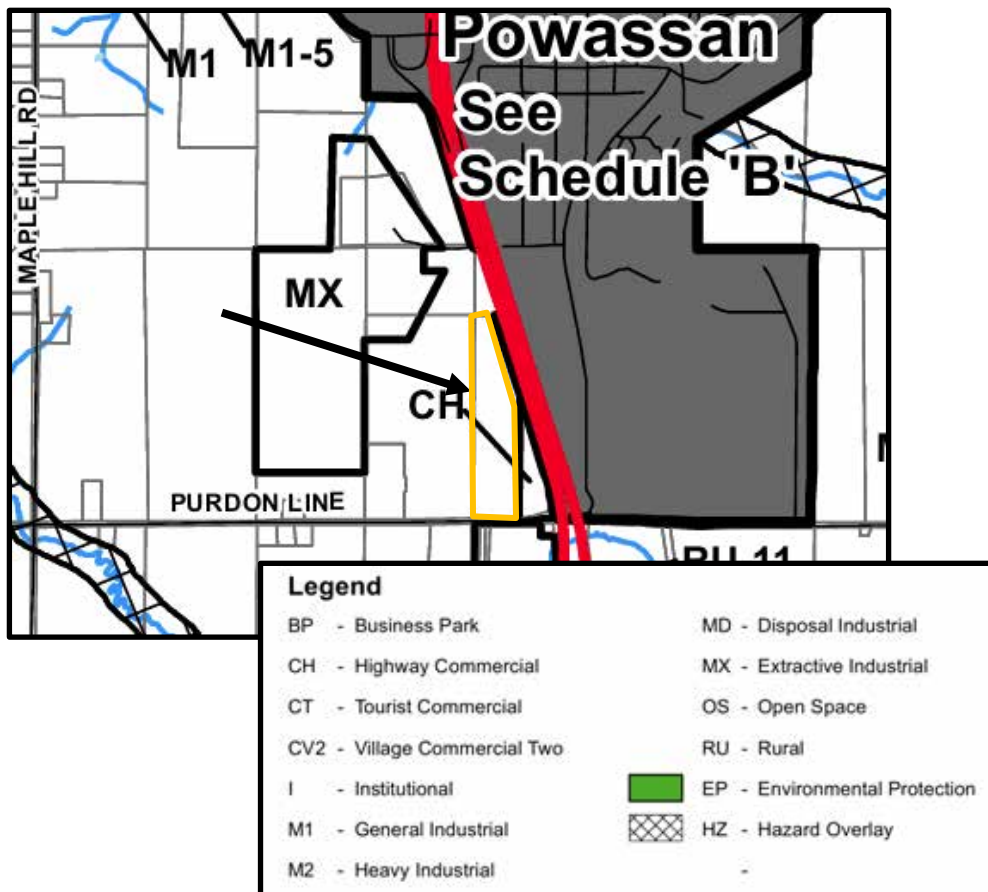 Powassan
See
Schedule 'B'
M1
M1-5
MAPLE HILL RD
MX
CH
PURDON LINE
RU-11
Legend
BP - Business Park
CH - Highway Commercial
CT - Tourist Commercial
CV2 - Village Commercial Two
I - Institutional
M1 - General Industrial
M2 - Heavy Industrial
MD - Disposal Industrial
MX - Extractive Industrial
OS - Open Space
RU - Rural
EP - Environmental Protection
HZ - Hazard Overlay
-